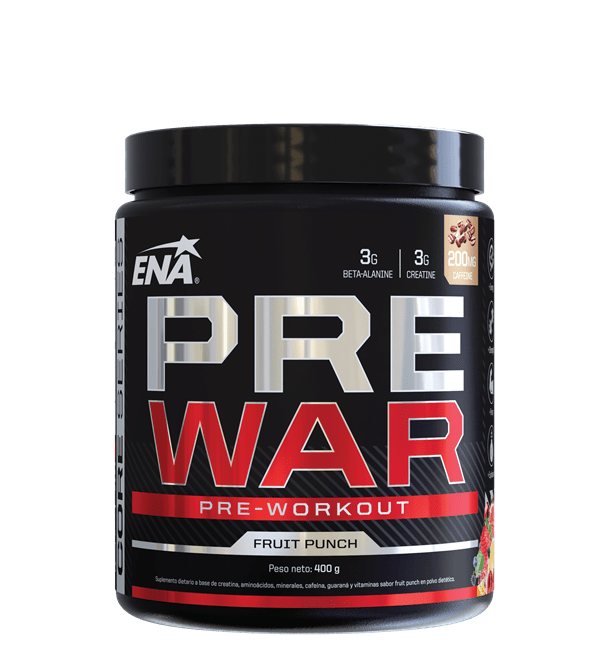 ENA®
3G
BETA-ALANINE
3G
CREATINE
200MG
CAFFEINE
PRE
WAR
PRE-WORKOUT
FRUIT PUNCH
Peso neto: 400 g
Suplemento dietario a base de creatina, aminoácidos, minerales, cafeína, guaraná y vitaminas sabor fruit punch en polvo dietético.
CORE SERIES